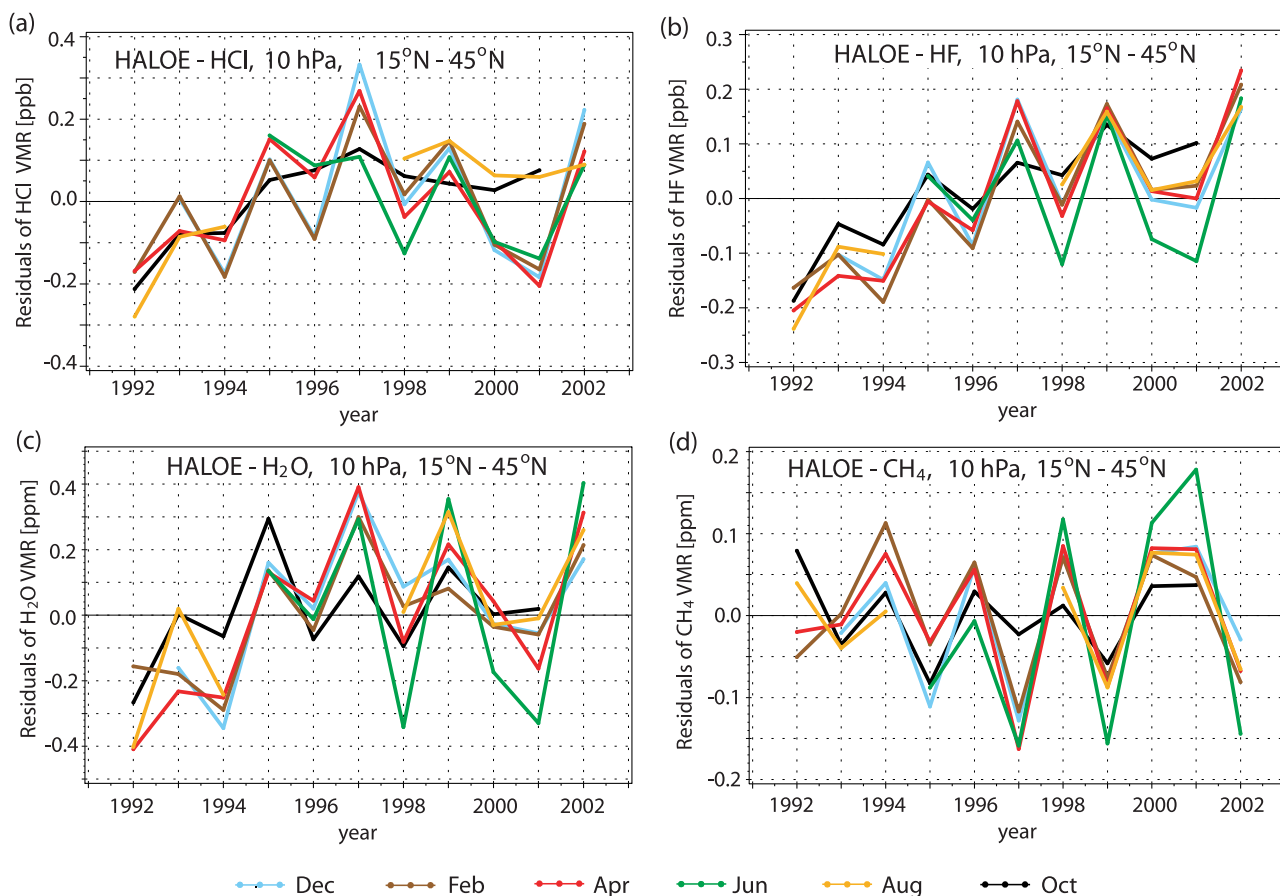 (a)
HALOE - HCl, 10 hPa, 15°N - 45°N
Residuals of HCl VMR [ppb]
0.4
0.2
0.0
-0.2
-0.4
1992 1994 1996 1998 2000 2002
year
(b)
HALOE - HF, 10 hPa, 15°N - 45°N
Residuals of HF VMR [ppb]
0.3
0.2
0.1
0.0
-0.1
-0.2
-0.3
1992 1994 1996 1998 2000 2002
year
(c)
HALOE - H₂O, 10 hPa, 15°N - 45°N
Residuals of H₂O VMR [ppm]
0.4
0.2
0.0
-0.2
-0.4
1992 1994 1996 1998 2000 2002
year
(d)
HALOE - CH₄, 10 hPa, 15°N - 45°N
Residuals of CH₄ VMR [ppm]
0.2
0.1
0.0
-0.1
-0.2
1992 1994 1996 1998 2000 2002
year
Dec Feb Apr Jun Aug Oct